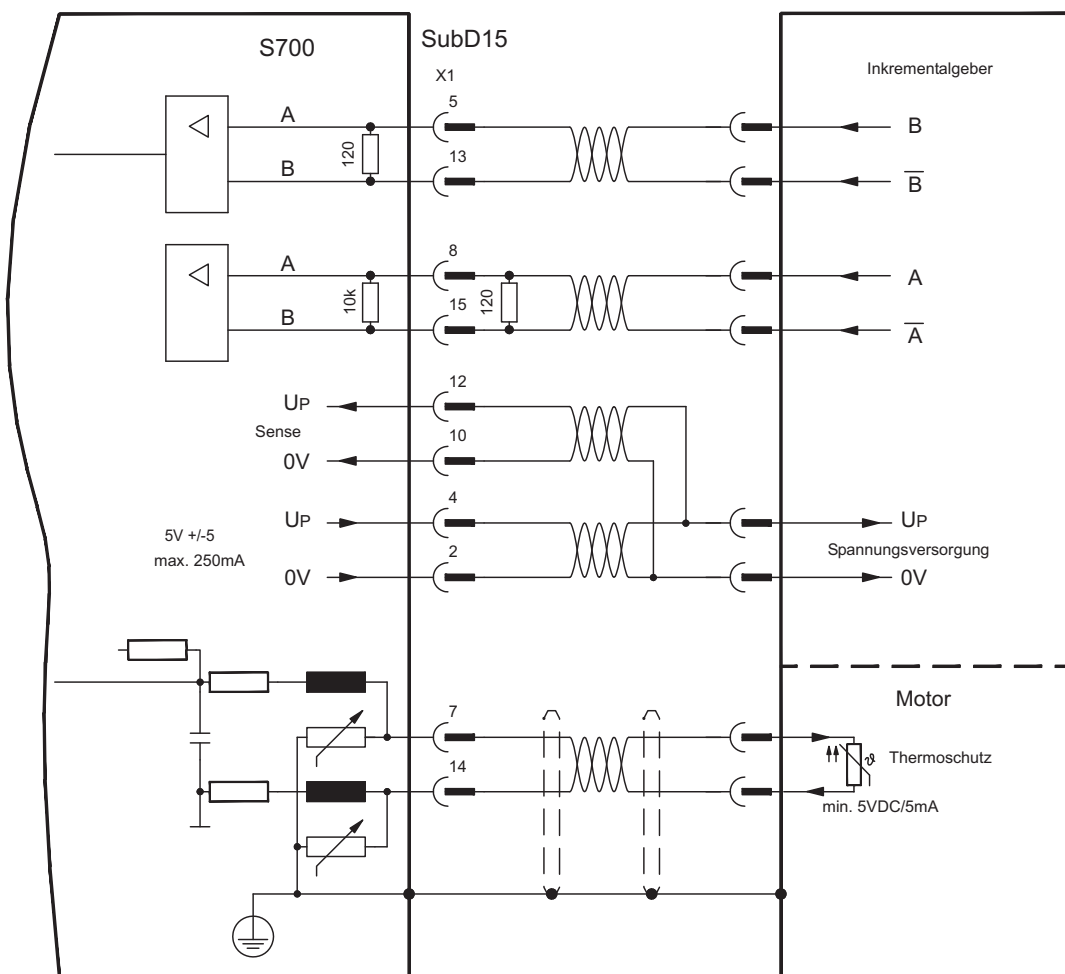 S700
SubD15
X1
Inkrementalgeber
A
5
B
120
B
13
B̅
A
8
A
10k
120
B
15
A̅
UP
12
Sense
0V
10
UP
4
UP
5V +/-5
max. 250mA
Spannungsversorgung
0V
2
0V
Motor
7
Thermoschutz
ϑ
14
min. 5VDC/5mA